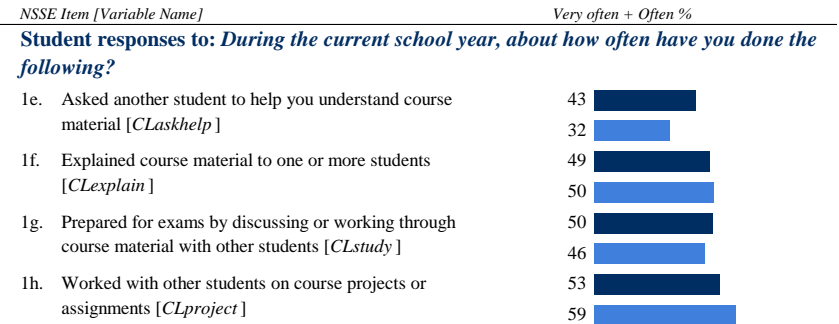 NSSE Item [Variable Name] Very often + Often %
Student responses to: During the current school year, about how often have you done the
following?
1e. Asked another student to help you understand course 43
material [CLaskhelp ] 32
1f. Explained course material to one or more students 49
[CLexplain ] 50
1g. Prepared for exams by discussing or working through 50
course material with other students [CLstudy ] 46
1h. Worked with other students on course projects or 53
assignments [CLproject ] 59